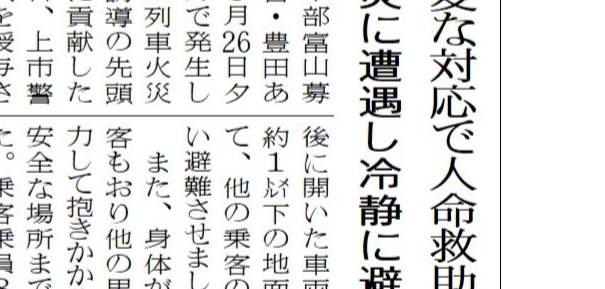 な対応で人命救助
災に遭遇し冷静に避
部富山募
・豊田あ
月26日夕
で発生し
列車火災
誘導の先頭
貢献した
、上市警
を授与さ
後に開いた車両
約1㍍以下の地面
て、他の乗客の
い避難させまし
また、身体が
客もおり他の男
力して抱きかか
安全な場所まで
た。乗客乗員